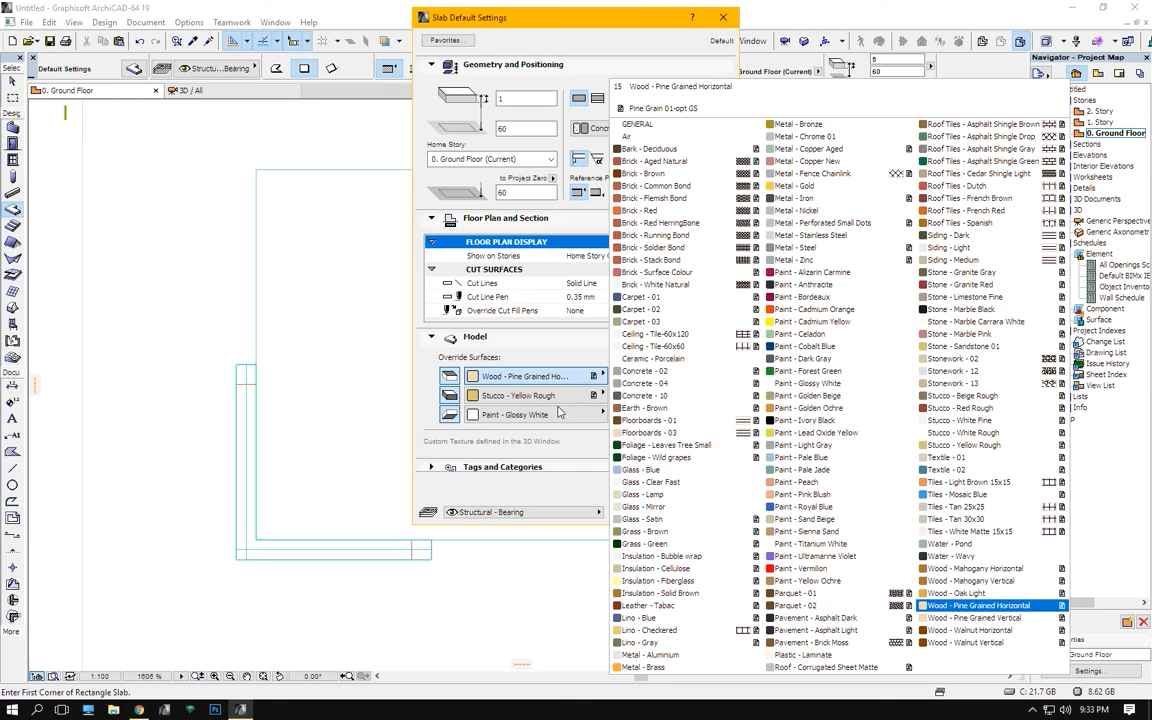 Untitled - Graphisoft ArchiCAD-64 19
File Edit View Design Document Options Teamwork Window Help
Selec
Default Settings
Structu...Bearing
0. Ground Floor
3D / All
Desig
Docu
More
Slab Default Settings
?
Favorites...
Default
Geometry and Positioning
1
60
Concr
Home Story:
0. Ground Floor (Current)
to Project Zero
Reference P
60
Floor Plan and Section
FLOOR PLAN DISPLAY
Show on Stories Home Story O
CUT SURFACES
Cut Lines Solid Line
Cut Line Pen 0.35 mm
Override Cut Fill Pens None
Model
Override Surfaces:
Wood - Pine Grained Ho...
Stucco - Yellow Rough
Paint - Glossy White
Custom Texture defined in the 3D Window
Tags and Categories
Structural - Bearing
15 Wood - Pine Grained Horizontal
Pine Grain 01-opt GS
GENERAL
Air
Bark - Deciduous
Brick - Aged Natural
Brick - Brown
Brick - Common Bond
Brick - Flemish Bond
Brick - Red
Brick - Red HerringBone
Brick - Running Bond
Brick - Soldier Bond
Brick - Stack Bond
Brick - Surface Colour
Brick - White Natural
Carpet - 01
Carpet - 02
Carpet - 03
Ceiling - Tile-60x120
Ceiling - Tile-60x60
Ceramic - Porcelain
Concrete - 02
Concrete - 04
Concrete - 10
Earth - Brown
Floorboards - 01
Floorboards - 03
Foliage - Leaves Tree Small
Foliage - Wild grapes
Glass - Blue
Glass - Clear Fast
Glass - Lamp
Glass - Mirror
Glass - Satin
Grass - Brown
Grass - Green
Insulation - Bubble wrap
Insulation - Cellulose
Insulation - Fiberglass
Insulation - Solid Brown
Leather - Tabac
Lino - Blue
Lino - Checkered
Lino - Gray
Metal - Aluminium
Metal - Brass
Metal - Bronze
Metal - Chrome 01
Metal - Copper Aged
Metal - Copper New
Metal - Fence Chainlink
Metal - Gold
Metal - Iron
Metal - Nickel
Metal - Perforated Small Dots
Metal - Stainless Steel
Metal - Steel
Metal - Zinc
Paint - Alizarin Carmine
Paint - Anthracite
Paint - Bordeaux
Paint - Cadmium Orange
Paint - Cadmium Yellow
Paint - Celadon
Paint - Cobalt Blue
Paint - Dark Gray
Paint - Forest Green
Paint - Glossy White
Paint - Golden Beige
Paint - Golden Ochre
Paint - Ivory Black
Paint - Lead Oxide Yellow
Paint - Light Gray
Paint - Pale Blue
Paint - Pale Jade
Paint - Peach
Paint - Pink Blush
Paint - Royal Blue
Paint - Sand Beige
Paint - Sienna Sand
Paint - Titanium White
Paint - Ultramarine Violet
Paint - Vermilion
Paint - Yellow Ochre
Parquet - 01
Parquet - 02
Pavement - Asphalt Dark
Pavement - Asphalt Light
Pavement - Brick Moss
Plastic - Laminate
Roof - Corrugated Sheet Matte
Roof Tiles - Asphalt Shingle Brown
Roof Tiles - Asphalt Shingle Drop
Roof Tiles - Asphalt Shingle Gray
Roof Tiles - Asphalt Shingle Green
Roof Tiles - Cedar Shingle Light
Roof Tiles - Dutch
Roof Tiles - French Brown
Roof Tiles - French Red
Roof Tiles - Spanish
Siding - Dark
Siding - Light
Siding - Medium
Stone - Granite Gray
Stone - Granite Red
Stone - Limestone Fine
Stone - Marble Black
Stone - Marble Carrara White
Stone - Sandstone 01
Stonework - 02
Stonework - 12
Stonework - 13
Stucco - Beige Rough
Stucco - Red Rough
Stucco - White Fine
Stucco - White Rough
Stucco - Yellow Rough
Textile - 01
Textile - 02
Tiles - Light Brown 15x15
Tiles - Mosaic Blue
Tiles - Tan 25x25
Tiles - Tan 30x30
Tiles - White Matte 15x15
Water - Pond
Water - Wavy
Wood - Mahogany Horizontal
Wood - Mahogany Vertical
Wood - Oak Light
Wood - Pine Grained Horizontal
Wood - Pine Grained Vertical
Wood - Walnut Horizontal
Wood - Walnut Vertical
Window
Ground Floor (Current)
5
60
Navigator - Project Map
titled
Stories
2. Story
1. Story
0. Ground Floor
Sections
Elevations
Interior Elevations
Worksheets
Details
3D Documents
3D
Generic Perspectiv
Generic Axonometr
Schedules
Element
All Openings Sc
Default BIMx IE
Object Inventor
Wall Schedule
Component
Surface
Project Indexes
Change List
Drawing List
Issue History
Sheet Index
View List
Lists
Info
rties
Ground Floor
Settings...
1:100
1606 %
0.00°
Enter First Corner of Rectangle Slab.
C: 21.7 GB
8.62 GB
9:33 PM